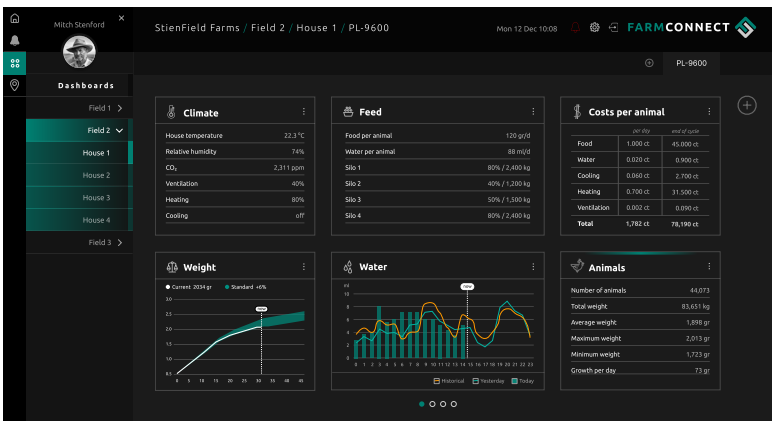 Mitch Stenford
×
StienField Farms / Field 2 / House 1 / PL-9600
Mon 12 Dec 10:08
FARMCONNECT
PL-9600
Dashboards
Field 1
Field 2
House 1
House 2
House 3
House 4
Field 3
Climate
House temperature 22.3 °C
Relative humidity 74%
CO₂ 2,311 ppm
Ventilation 40%
Heating 80%
Cooling off
Feed
Food per animal 120 gr/d
Water per animal 88 ml/d
Silo 1 80% / 2,400 kg
Silo 2 40% / 1,200 kg
Silo 3 50% / 1,500 kg
Silo 4 80% / 2,400 kg
Costs per animal
per day end of cycle
Food 1.000 ct 45.000 ct
Water 0.020 ct 0.900 ct
Cooling 0.060 ct 2.700 ct
Heating 0.700 ct 31.500 ct
Ventilation 0.002 ct 0.090 ct
Total 1,782 ct 78,190 ct
Weight
Current 2034 gr Standard +6%
3.0
now
2.5
2.0
1.5
1.0
0.5
0 5 10 15 20 25 30 35 40 45
Water
ml
now
10
8
6
4
2
0
0 1 2 3 4 5 6 7 8 9 10 11 12 13 14 15 16 17 18 19 20 21 22 23
Historical Yesterday Today
Animals
Number of animals 44,073
Total weight 83,651 kg
Average weight 1,898 gr
Maximum weight 2,013 gr
Minimum weight 1,723 gr
Growth per day 73 gr